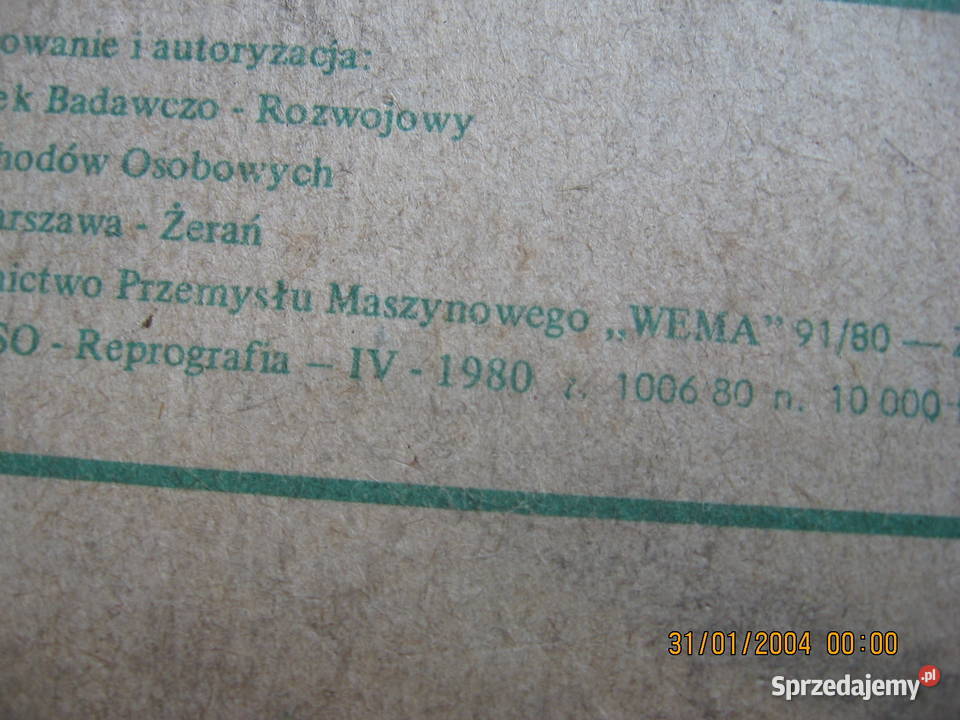 owanie i autoryzacja:
ek Badawczo - Rozwojowy
hodów Osobowych
arszawa - Żerań
nictwo Przemysłu Maszynowego „WEMA” 91/80 —
SO - Reprografia – IV - 1980 z. 1006 80 n. 10 000
31/01/2004 00:00
Sprzedajemy.pl